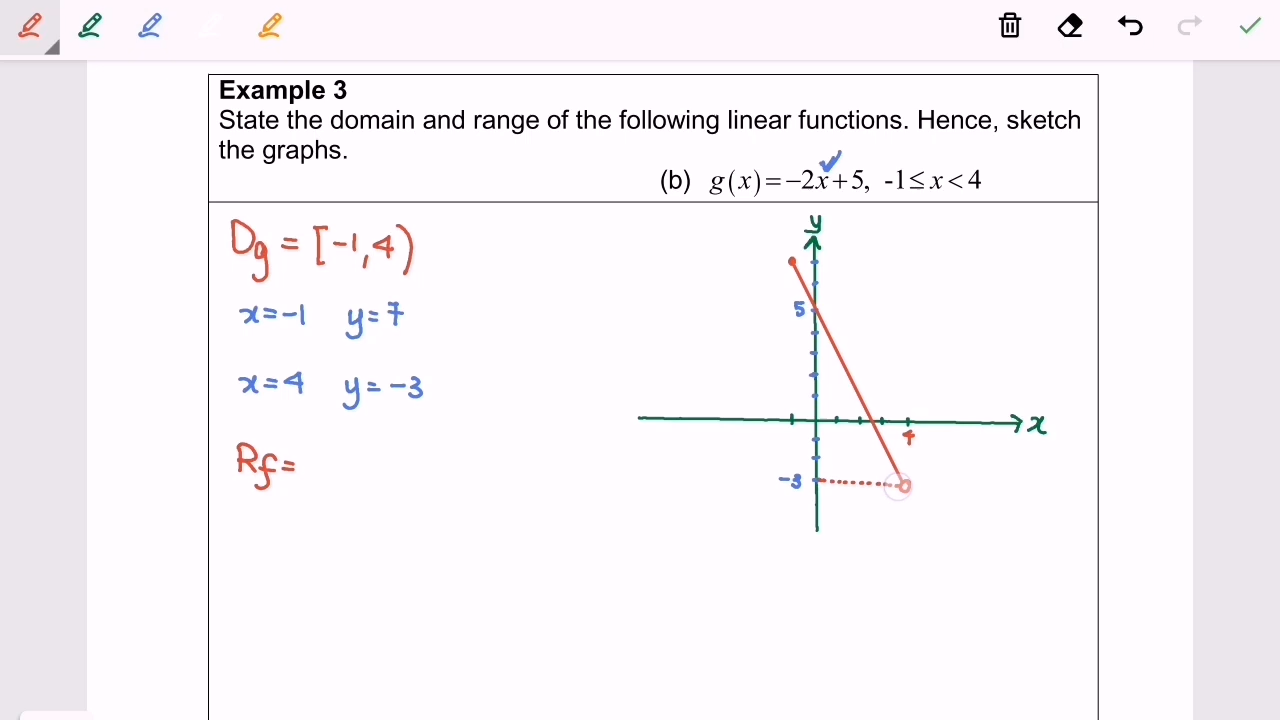 Example 3
State the domain and range of the following linear functions. Hence, sketch
the graphs.
(b) g(x)=−2x+5, -1≤x<4
Dg = [-1,4)
x=-1 y=7
x=4 y=-3
Rf=
y
5
x
4
-3